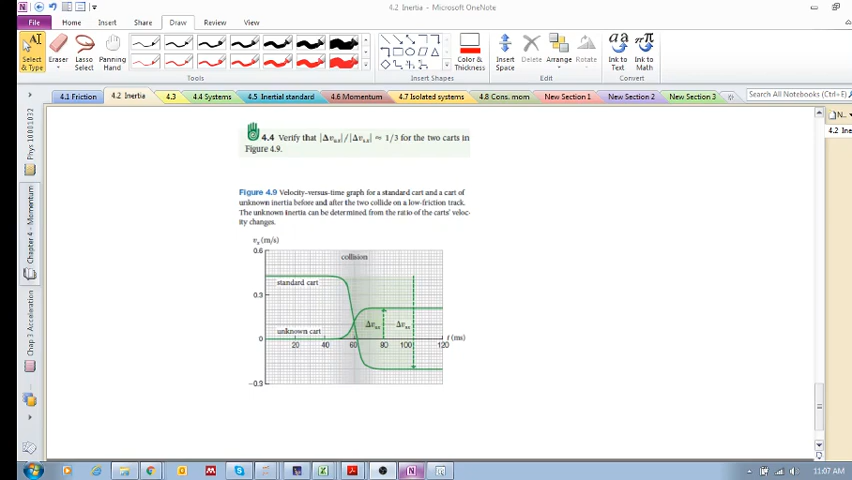 4.2 Inertia - Microsoft OneNote
File Home Insert Share Draw Review View
Select & Type
Eraser
Lasso Select
Panning Hand
Color & Thickness
Insert Space
Delete
Arrange
Rotate
Ink to Text
Ink to Math
Tools Insert Shapes Edit Convert
4.1 Friction 4.2 Inertia 4.3 4.4 Systems 4.5 Inertial standard 4.6 Momentum 4.7 Isolated systems 4.8 Cons. mom New Section 1 New Section 2 New Section 3
Search All Notebooks (Ctrl+E)
N...
4.2 Ine
Phys 10081032
Chapter 4 - Momentum
Chap 3 Acceleration
4.4 Verify that |Δvu x|/|Δvs x| ≈ 1/3 for the two carts in
Figure 4.9.
Figure 4.9 Velocity-versus-time graph for a standard cart and a cart of
unknown inertia before and after the two collide on a low-friction track.
The unknown inertia can be determined from the ratio of the carts' veloc-
ity changes.
vx (m/s)
0.6
collision
standard cart
0.3
Δvux Δvsx
unknown cart
0
20 40 60 80 100 120
t (ms)
−0.3
11:07 AM